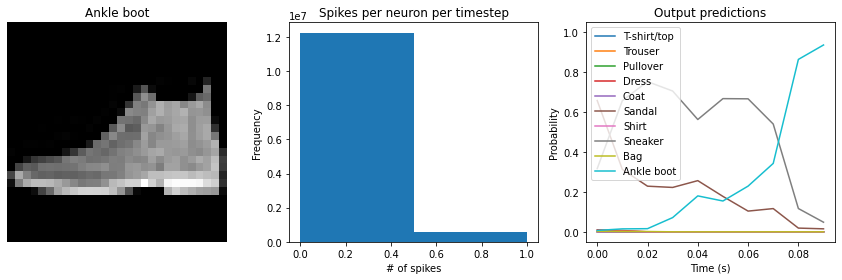 Ankle boot
Spikes per neuron per timestep
1e7
Frequency
0.0
0.2
0.4
0.6
0.8
1.0
1.2
0.0 0.2 0.4 0.6 0.8 1.0
# of spikes
Output predictions
Probability
0.0
0.2
0.4
0.6
0.8
1.0
T-shirt/top
Trouser
Pullover
Dress
Coat
Sandal
Shirt
Sneaker
Bag
Ankle boot
0.00 0.02 0.04 0.06 0.08
Time (s)